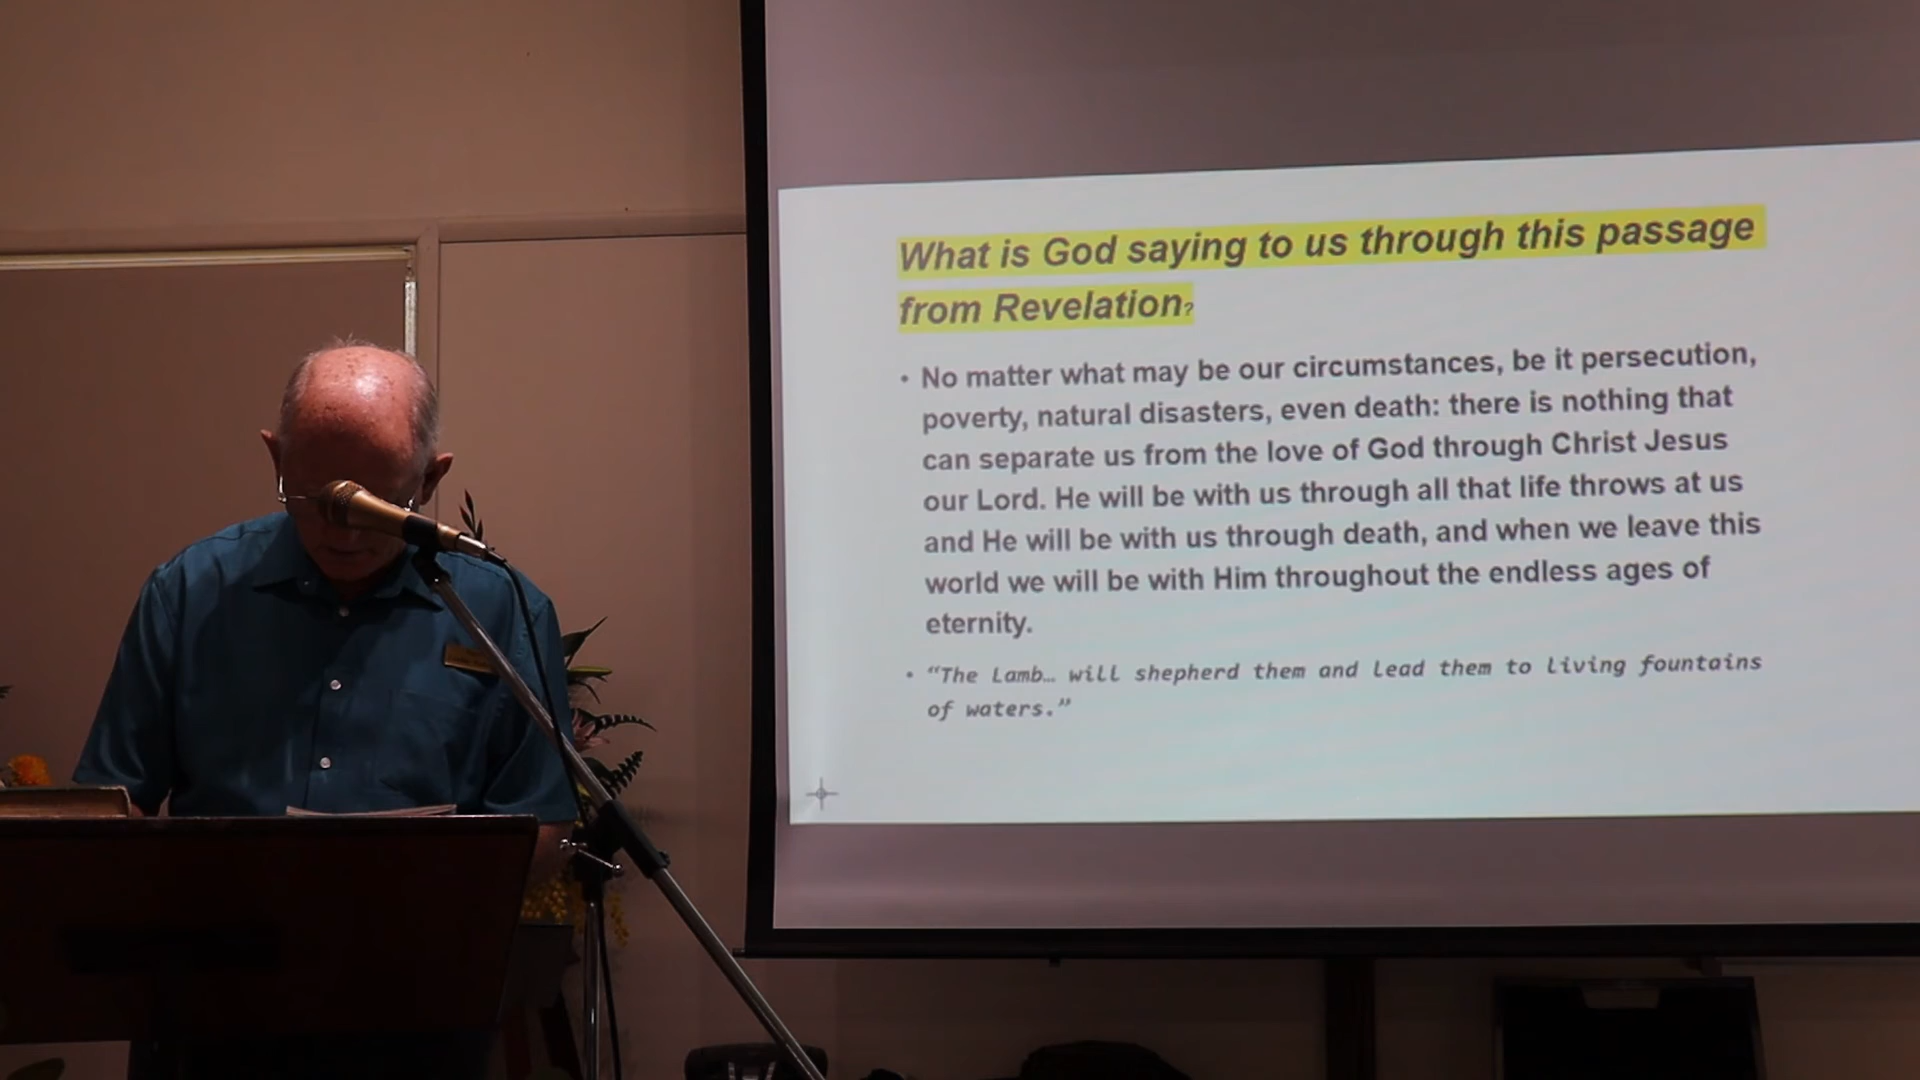 What is God saying to us through this passage
from Revelation?
• No matter what may be our circumstances, be it persecution,
poverty, natural disasters, even death: there is nothing that
can separate us from the love of God through Christ Jesus
our Lord. He will be with us through all that life throws at us
and He will be with us through death, and when we leave this
world we will be with Him throughout the endless ages of
eternity.
• “The Lamb… will shepherd them and lead them to living fountains
of waters.”